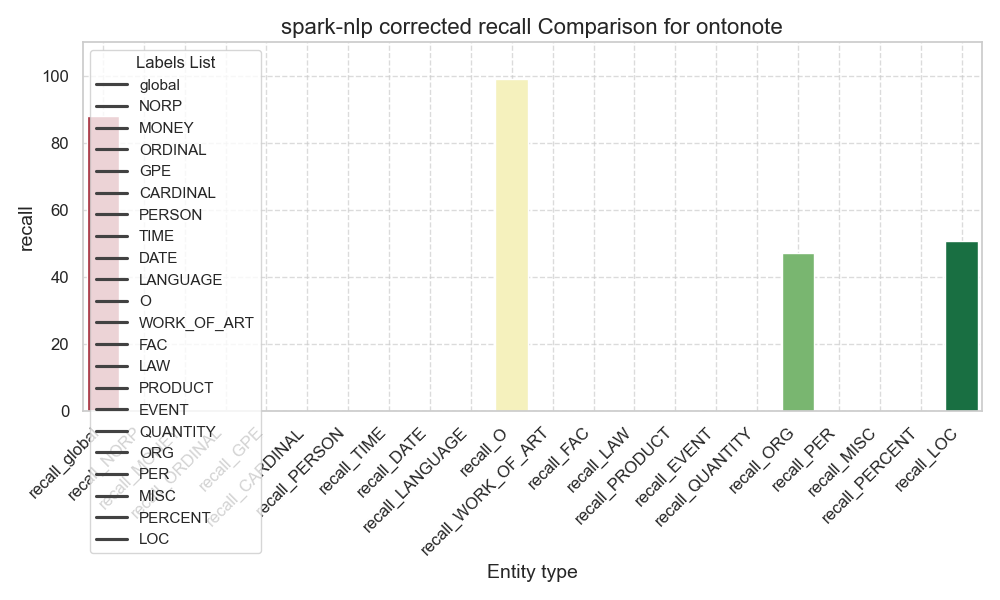 spark-nlp corrected recall Comparison for ontonote
recall
100
80
60
40
20
0
Labels List
global
NORP
MONEY
ORDINAL
GPE
CARDINAL
PERSON
TIME
DATE
LANGUAGE
O
WORK_OF_ART
FAC
LAW
PRODUCT
EVENT
QUANTITY
ORG
PER
MISC
PERCENT
LOC
recall_global
recall_NORP
recall_MONEY
recall_ORDINAL
recall_GPE
recall_CARDINAL
recall_PERSON
recall_TIME
recall_DATE
recall_LANGUAGE
recall_O
recall_WORK_OF_ART
recall_FAC
recall_LAW
recall_PRODUCT
recall_EVENT
recall_QUANTITY
recall_ORG
recall_PER
recall_MISC
recall_PERCENT
recall_LOC
Entity type